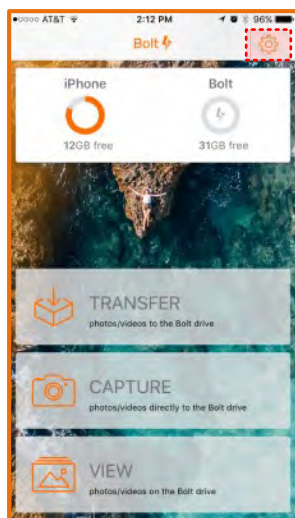 AT&T 2:12 PM 96%
Bolt
iPhone Bolt
12GB free 31GB free
TRANSFER
photos/videos to the Bolt drive
CAPTURE
photos/videos directly to the Bolt drive
VIEW
photos/videos on the Bolt drive